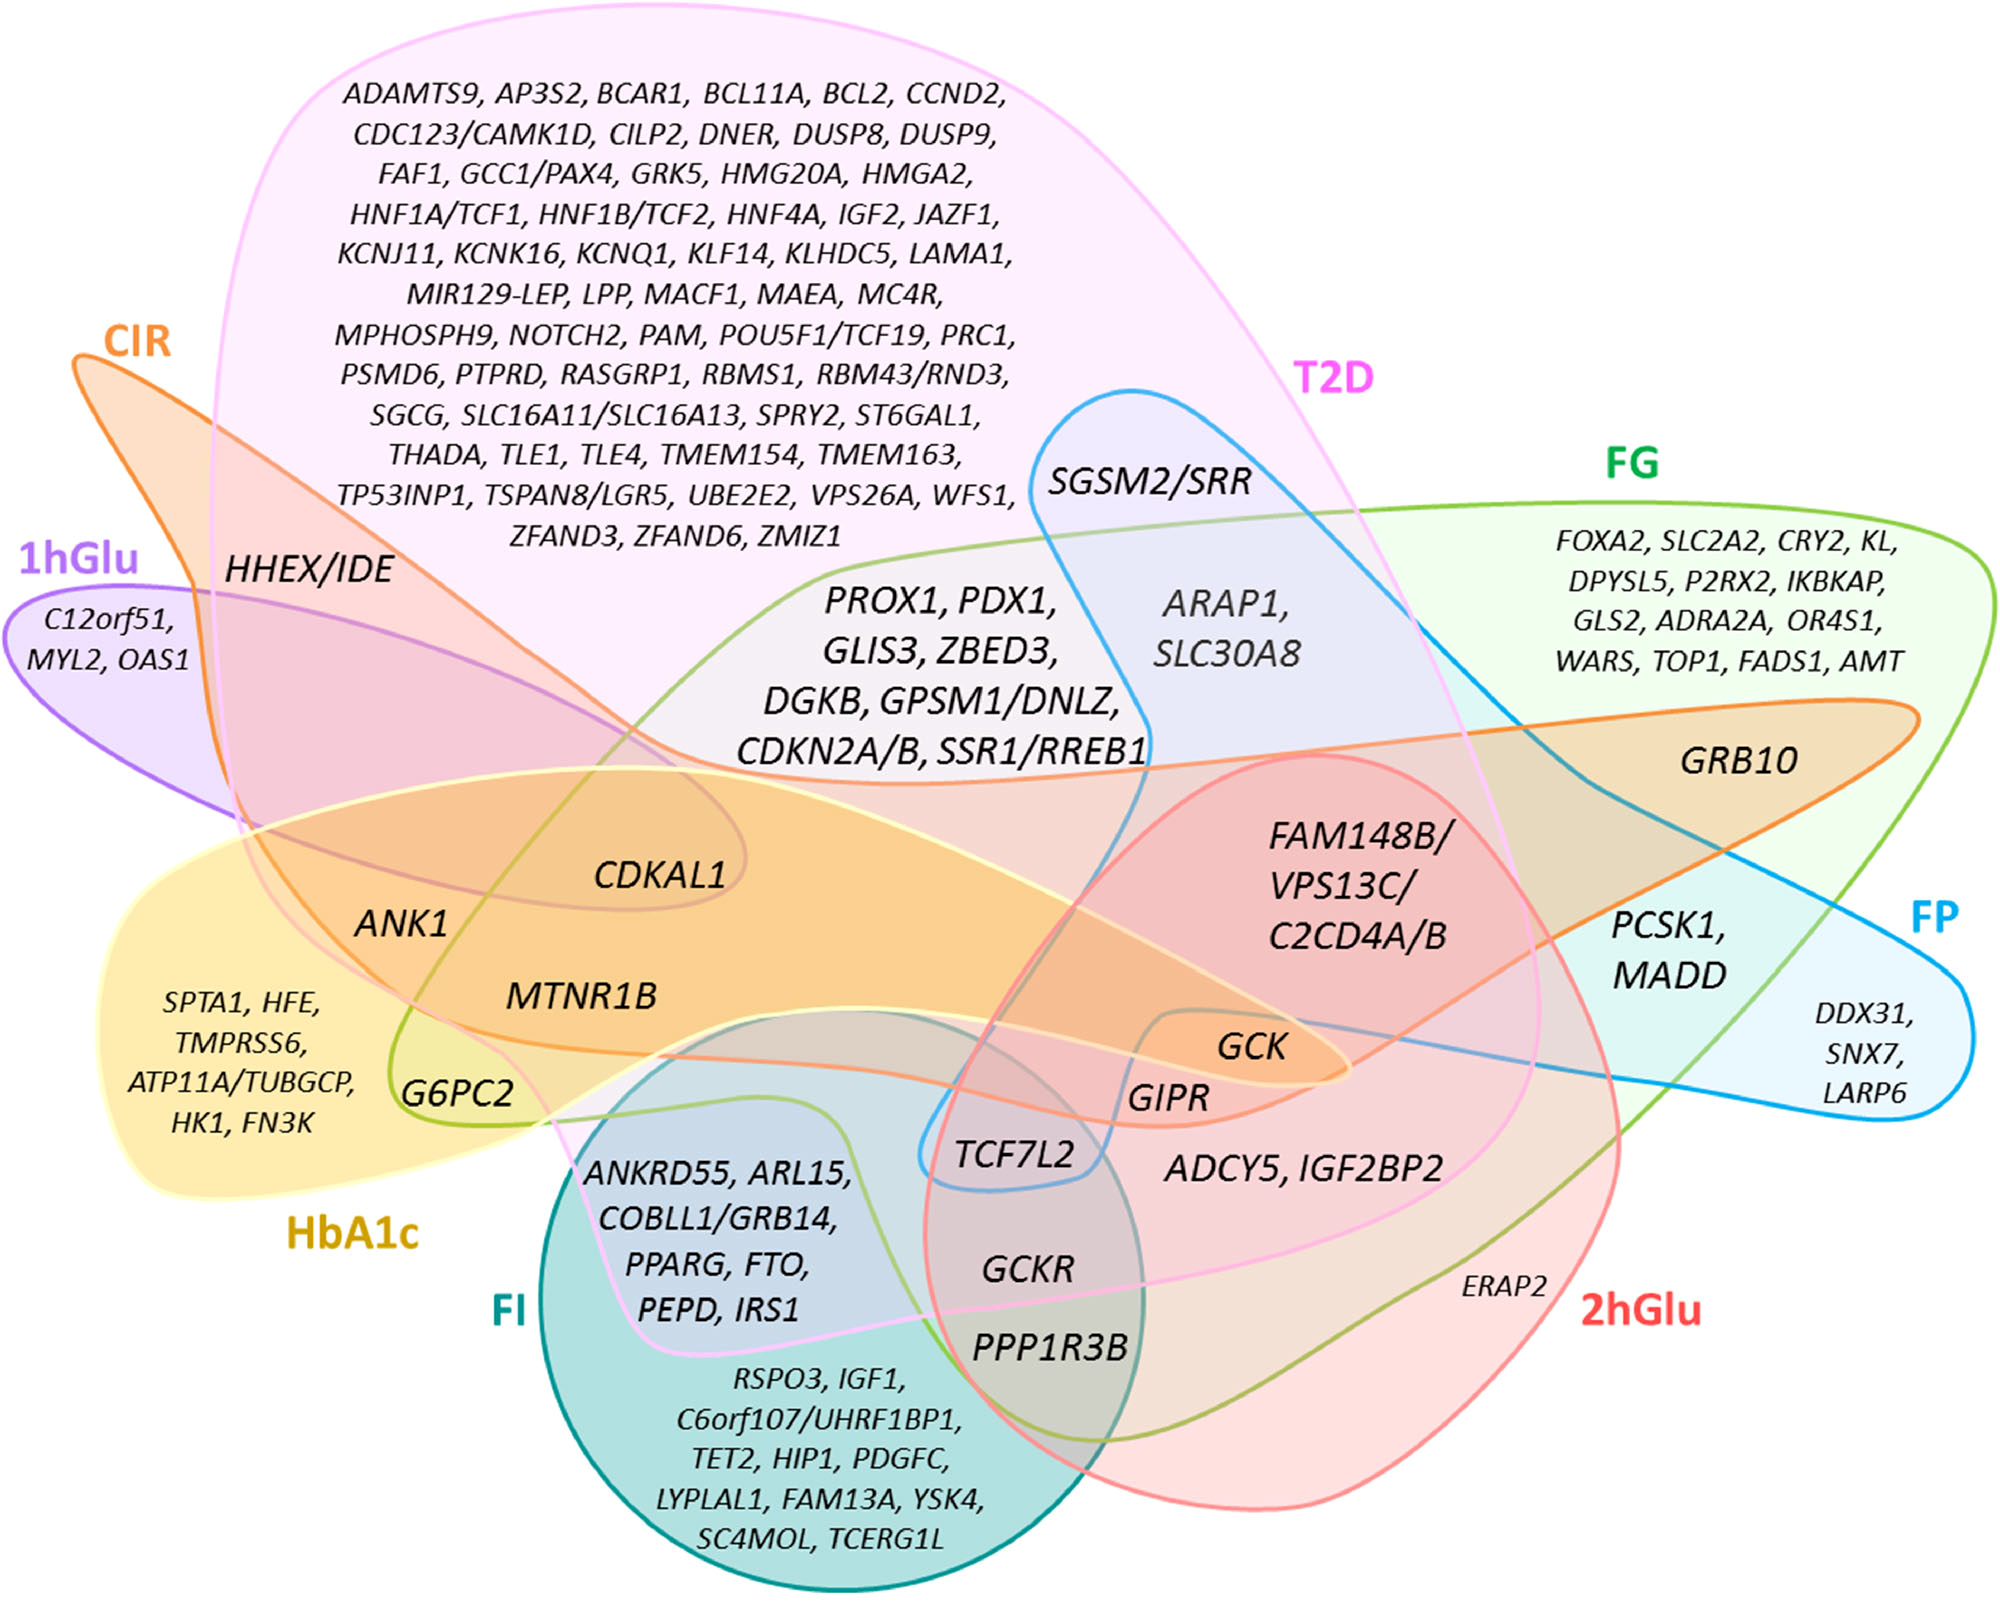 ADAMTS9, AP3S2, BCAR1, BCL11A, BCL2, CCND2,
CDC123/CAMK1D, CILP2, DNER, DUSP8, DUSP9,
FAF1, GCC1/PAX4, GRK5, HMG20A, HMGA2,
HNF1A/TCF1, HNF1B/TCF2, HNF4A, IGF2, JAZF1,
KCNJ11, KCNK16, KCNQ1, KLF14, KLHDC5, LAMA1,
MIR129-LEP, LPP, MACF1, MAEA, MC4R,
MPHOSPH9, NOTCH2, PAM, POU5F1/TCF19, PRC1,
PSMD6, PTPRD, RASGRP1, RBMS1, RBM43/RND3,
SGCG, SLC16A11/SLC16A13, SPRY2, ST6GAL1,
THADA, TLE1, TLE4, TMEM154, TMEM163,
TP53INP1, TSPAN8/LGR5, UBE2E2, VPS26A, WFS1,
ZFAND3, ZFAND6, ZMIZ1
CIR
T2D
FG
SGSM2/SRR
1hGlu
HHEX/IDE
C12orf51,
MYL2, OAS1
PROX1, PDX1,
GLIS3, ZBED3,
DGKB, GPSM1/DNLZ,
CDKN2A/B, SSR1/RREB1
ARAP1,
SLC30A8
FOXA2, SLC2A2, CRY2, KL,
DPYSL5, P2RX2, IKBKAP,
GLS2, ADRA2A, OR4S1,
WARS, TOP1, FADS1, AMT
GRB10
FAM148B/
VPS13C/
C2CD4A/B
CDKAL1
ANK1
MTNR1B
FP
PCSK1,
MADD
DDX31,
SNX7,
LARP6
SPTA1, HFE,
TMPRSS6,
ATP11A/TUBGCP,
HK1, FN3K
G6PC2
GCK
GIPR
TCF7L2
ADCY5, IGF2BP2
HbA1c
ANKRD55, ARL15,
COBLL1/GRB14,
PPARG, FTO,
PEPD, IRS1
GCKR
PPP1R3B
ERAP2
2hGlu
FI
RSPO3, IGF1,
C6orf107/UHRF1BP1,
TET2, HIP1, PDGFC,
LYPLAL1, FAM13A, YSK4,
SC4MOL, TCERG1L